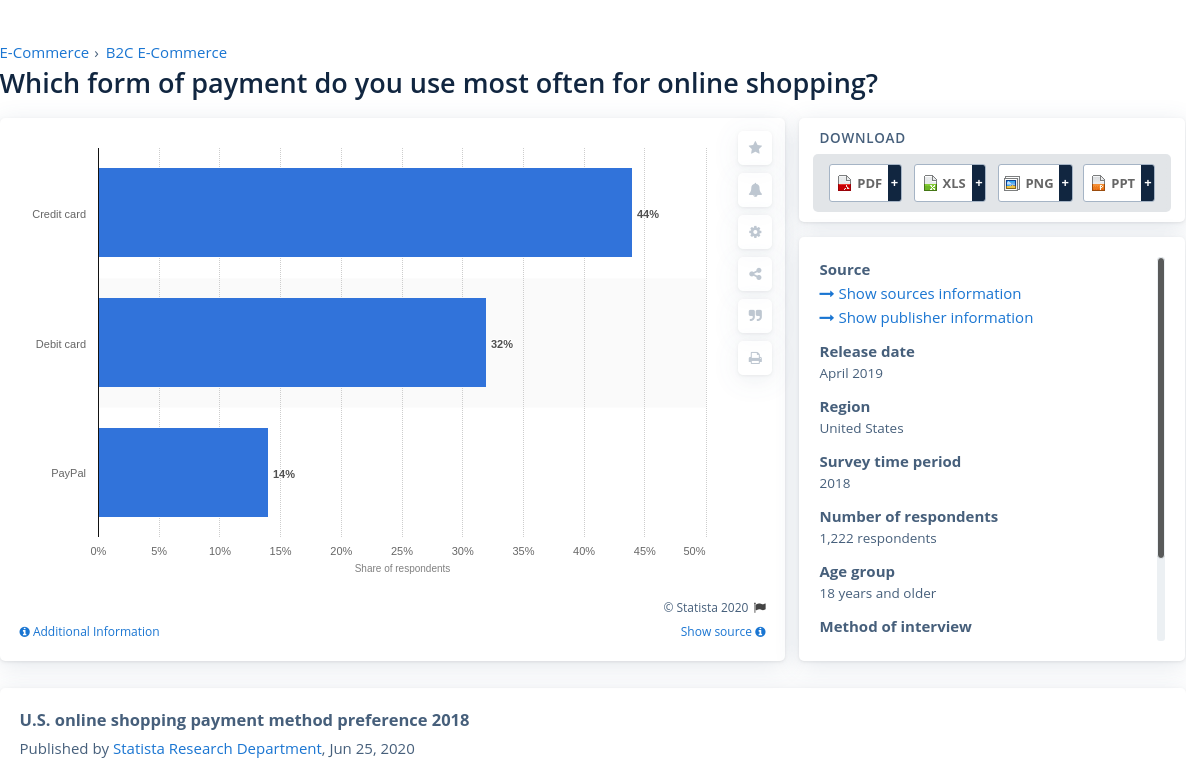 E-Commerce › B2C E-Commerce
Which form of payment do you use most often for online shopping?
Credit card
44%
Debit card
32%
PayPal
14%
0% 5% 10% 15% 20% 25% 30% 35% 40% 45% 50%
Share of respondents
© Statista 2020
Additional Information
Show source
DOWNLOAD
PDF + XLS + PNG + PPT +
Source
Show sources information
Show publisher information
Release date
April 2019
Region
United States
Survey time period
2018
Number of respondents
1,222 respondents
Age group
18 years and older
Method of interview
U.S. online shopping payment method preference 2018
Published by Statista Research Department, Jun 25, 2020